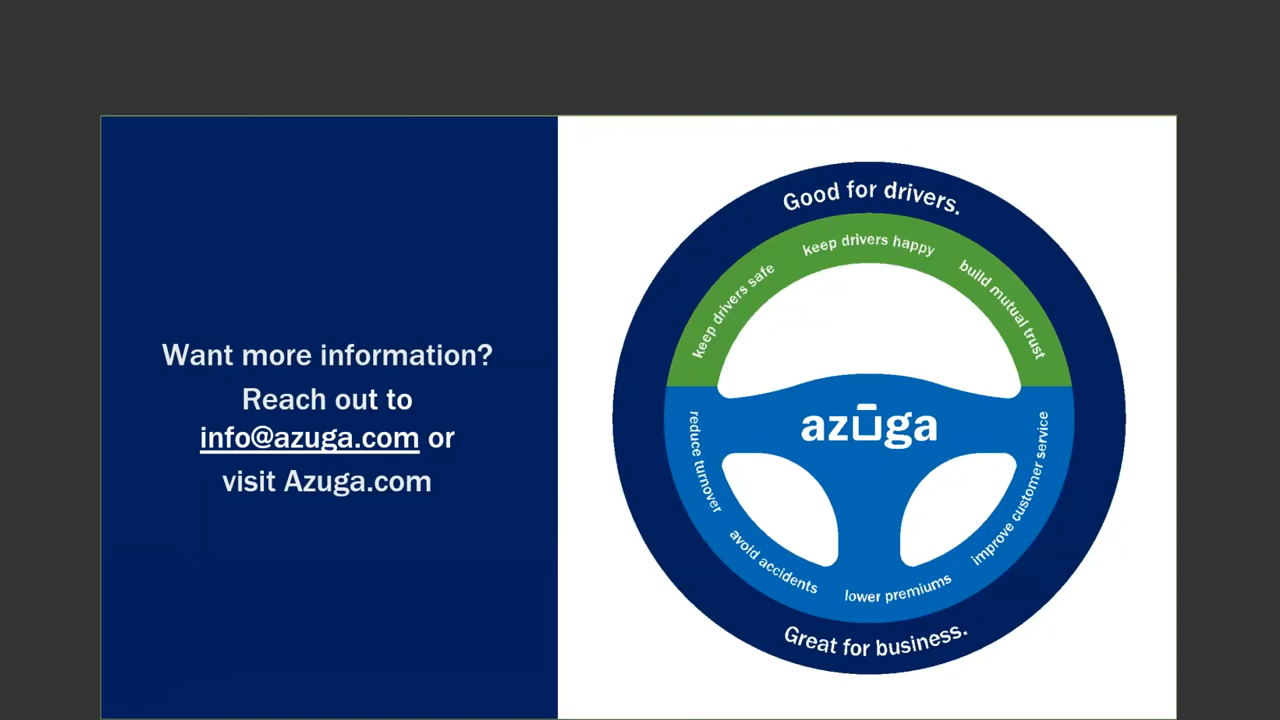 Want more information?
Reach out to
info@azuga.com or
visit Azuga.com
Good for drivers.
keep drivers safe
keep drivers happy
build mutual trust
azūga
reduce turnover
avoid accidents
lower premiums
improve customer service
Great for business.